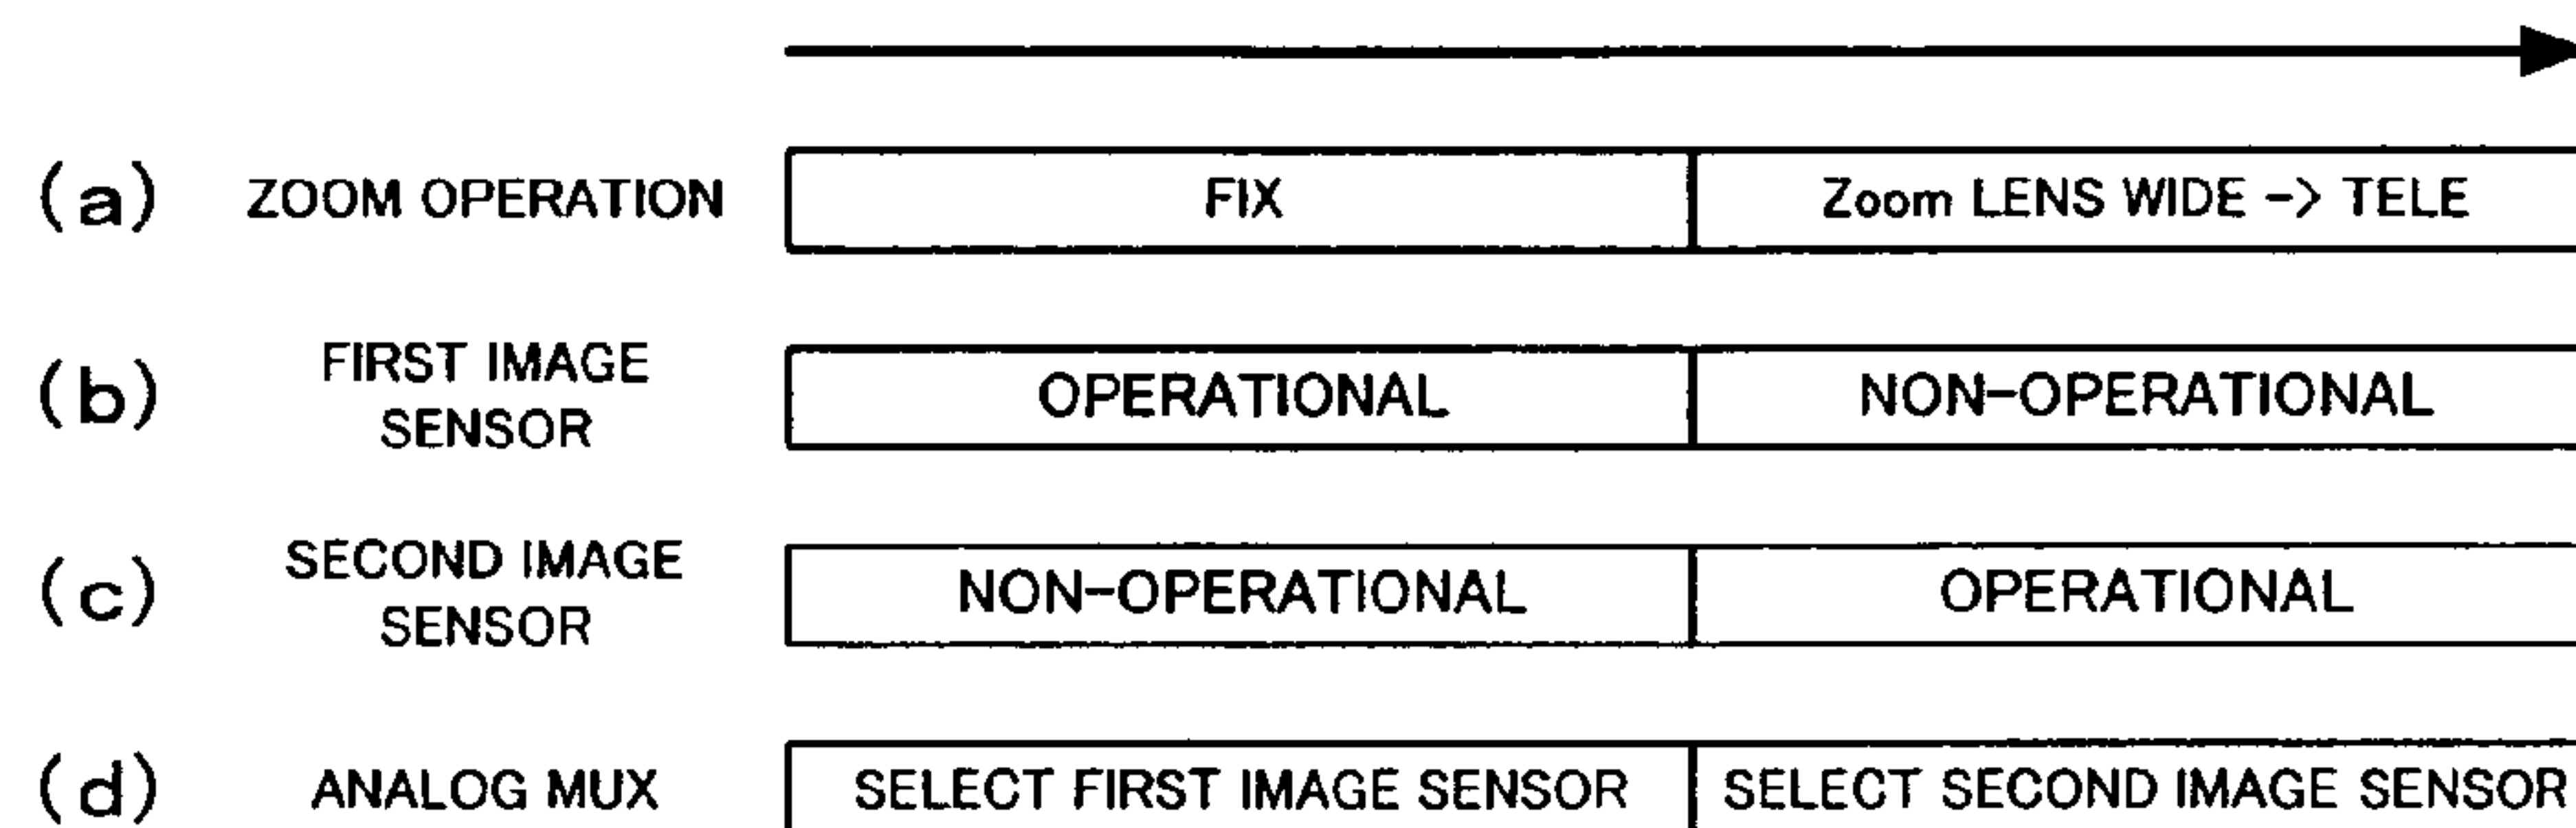 (a) ZOOM OPERATION FIX Zoom LENS WIDE -> TELE
(b) FIRST IMAGE SENSOR OPERATIONAL NON-OPERATIONAL
(c) SECOND IMAGE SENSOR NON-OPERATIONAL OPERATIONAL
(d) ANALOG MUX SELECT FIRST IMAGE SENSOR SELECT SECOND IMAGE SENSOR